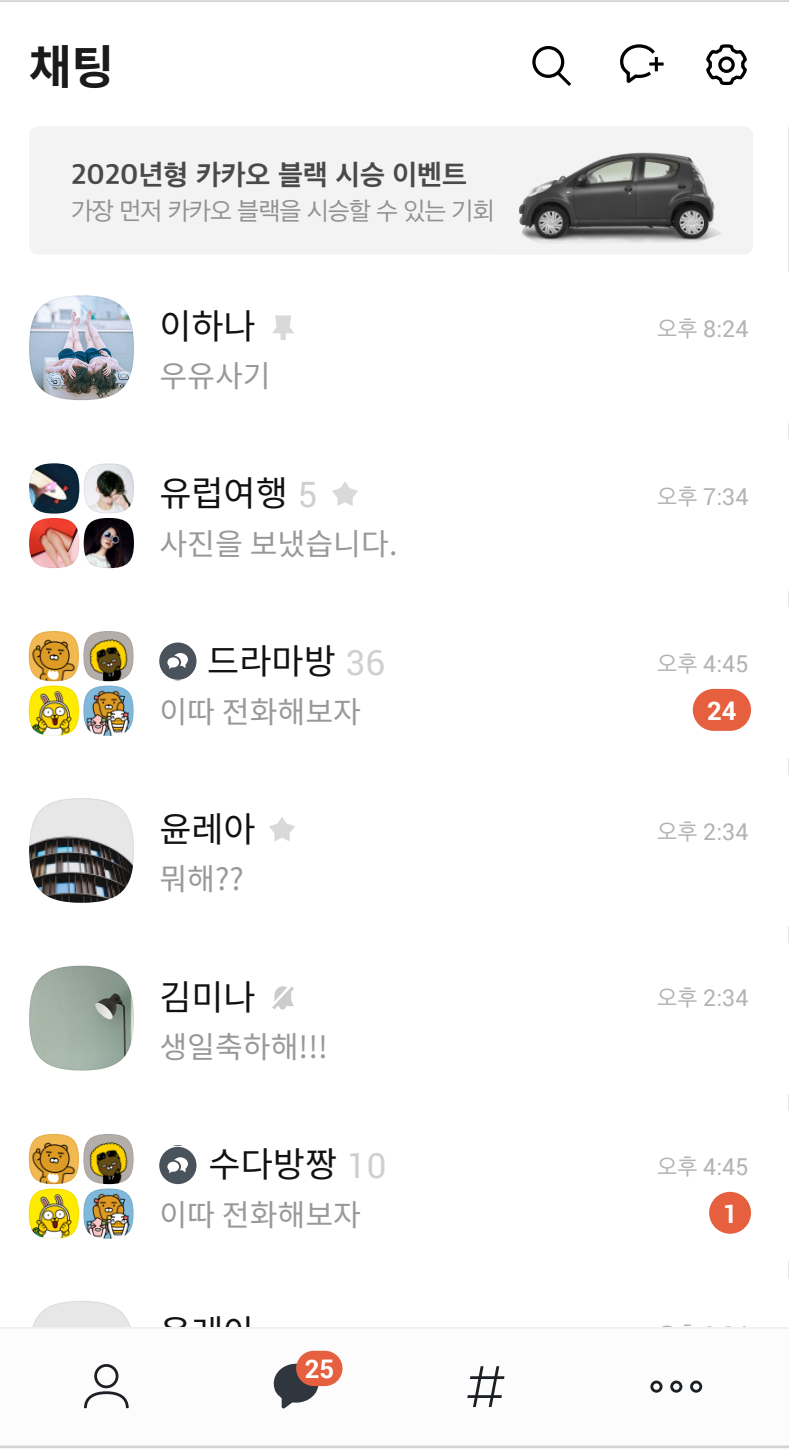 채팅
2020년형 카카오 블랙 시승 이벤트
가장 먼저 카카오 블랙을 시승할 수 있는 기회
이하나
오후 8:24
우유사기
유럽여행 5
오후 7:34
사진을 보냈습니다.
드라마방 36
오후 4:45
이따 전화해보자
24
윤레아
오후 2:34
뭐해??
김미나
오후 2:34
생일축하해!!!
수다방짱 10
오후 4:45
이따 전화해보자
1
25